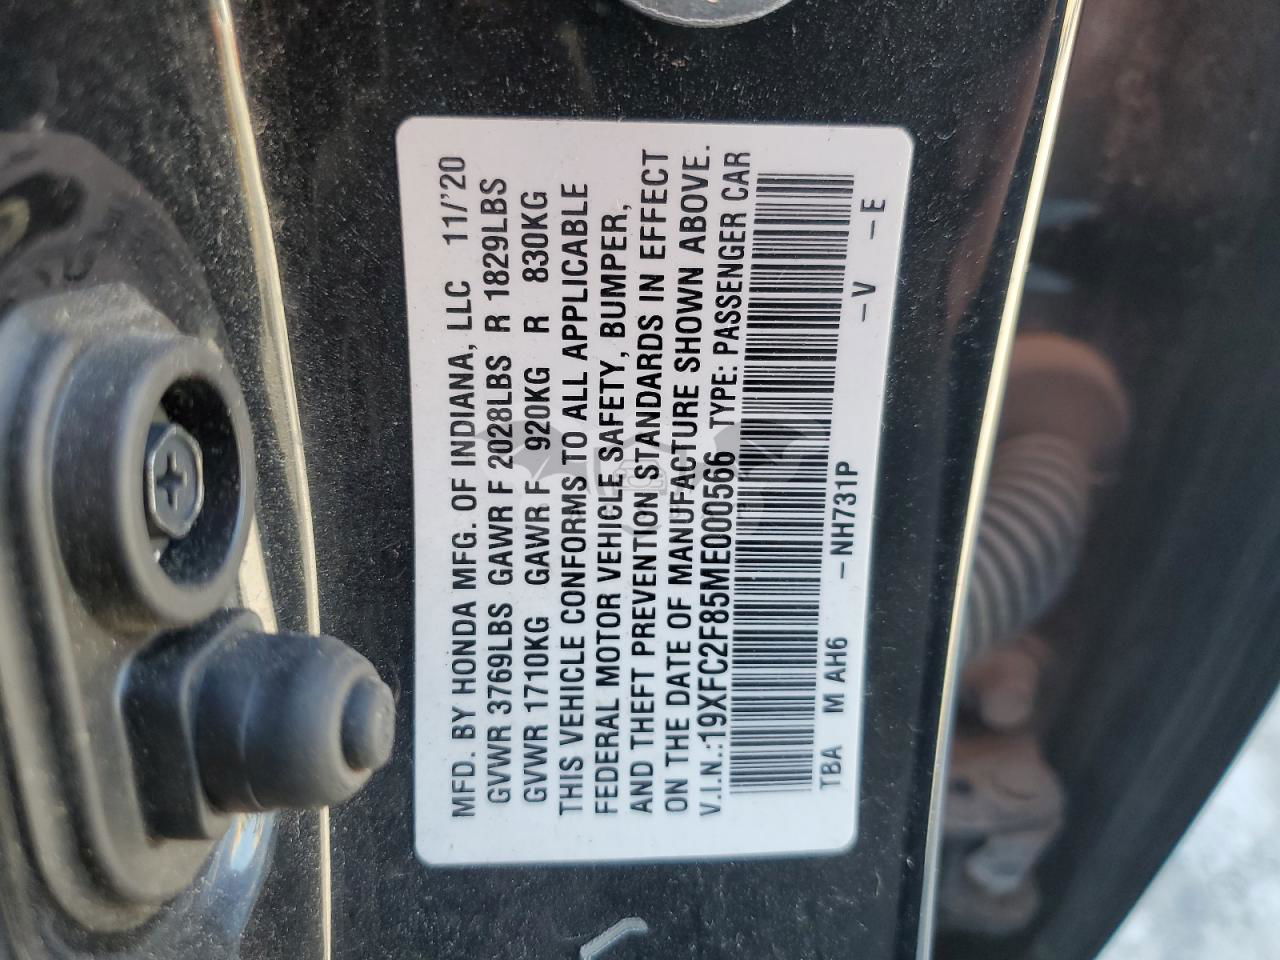 MFD. BY HONDA MFG. OF INDIANA, LLC 11/'20
GVWR 3769LBS GAWR F 2028LBS R 1829LBS
GVWR 1710KG GAWR F 920KG R 830KG
THIS VEHICLE CONFORMS TO ALL APPLICABLE
FEDERAL MOTOR VEHICLE SAFETY, BUMPER,
AND THEFT PREVENTION STANDARDS IN EFFECT
ON THE DATE OF MANUFACTURE SHOWN ABOVE.
V.I.N.:19XFC2F85ME000566 TYPE: PASSENGER CAR
TBA M AH6 -NH731P -V -E